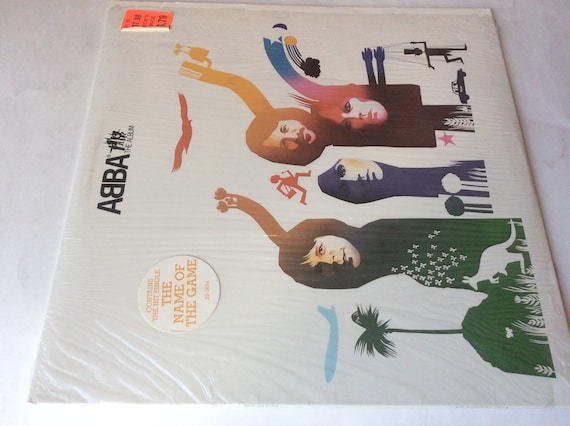 ABBA
THE ALBUM
CONTAINS
THE HIT SINGLE
THE
NAME OF
THE GAME